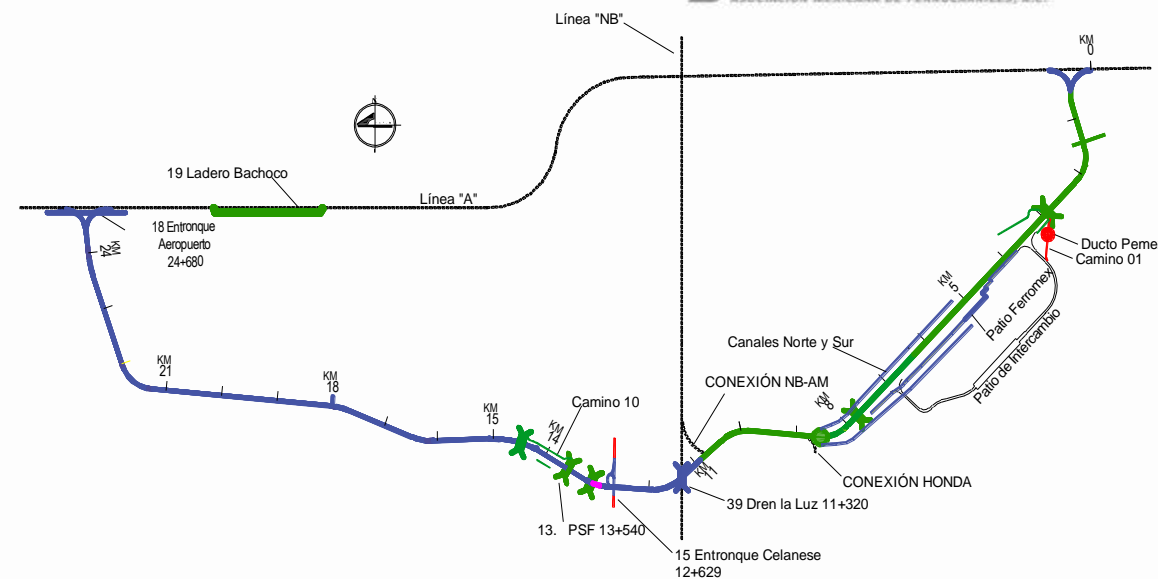 Línea "NB"
KM
0
19 Ladero Bachoco
Línea "A"
18 Entronque
Aeropuerto
24+680
KM
24
Ducto Peme
Camino 01
KM
5
Patio Ferromex
Patio de Intercambio
Canales Norte y Sur
KM
21
KM
18
CONEXIÓN NB-AM
KM
8
Camino 10
KM
15
KM
14
KM
11
CONEXIÓN HONDA
39 Dren la Luz 11+320
13. PSF 13+540
15 Entronque Celanese
12+629